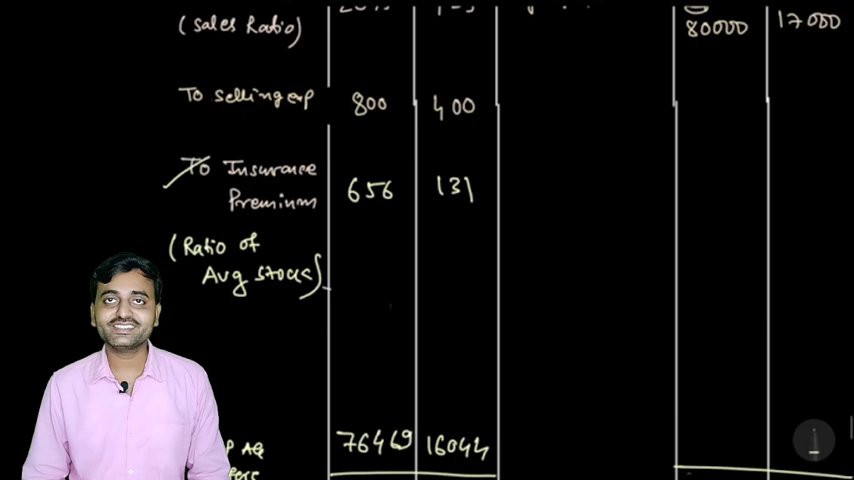 (Sales Ratio)
80000 17000
To selling exp 800 400
To Insurance
Premium 656 131
(Ratio of
Avg stock)
76469 16044